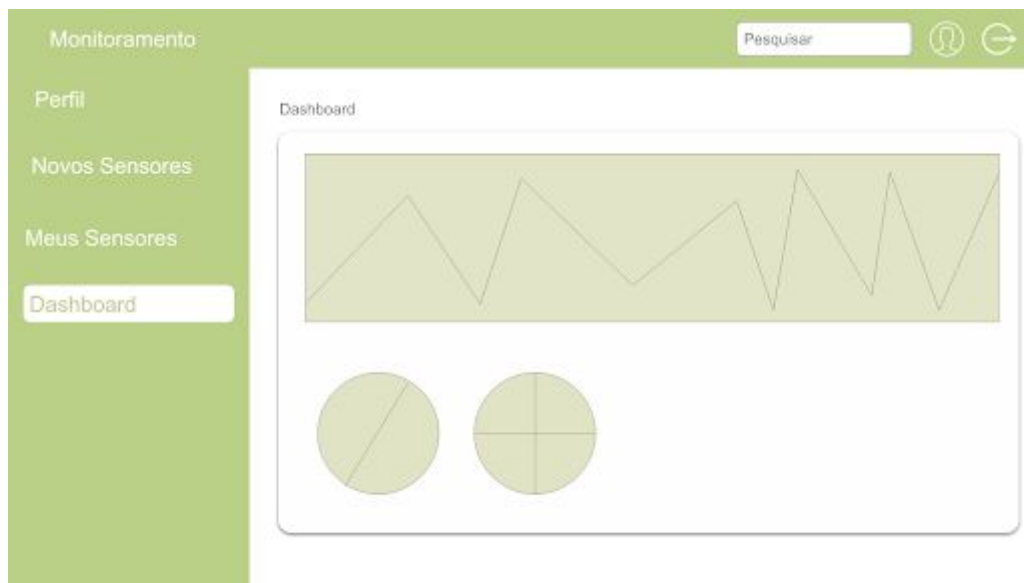 Monitoramento
Pesquisar
Perfil
Novos Sensores
Meus Sensores
Dashboard
Dashboard